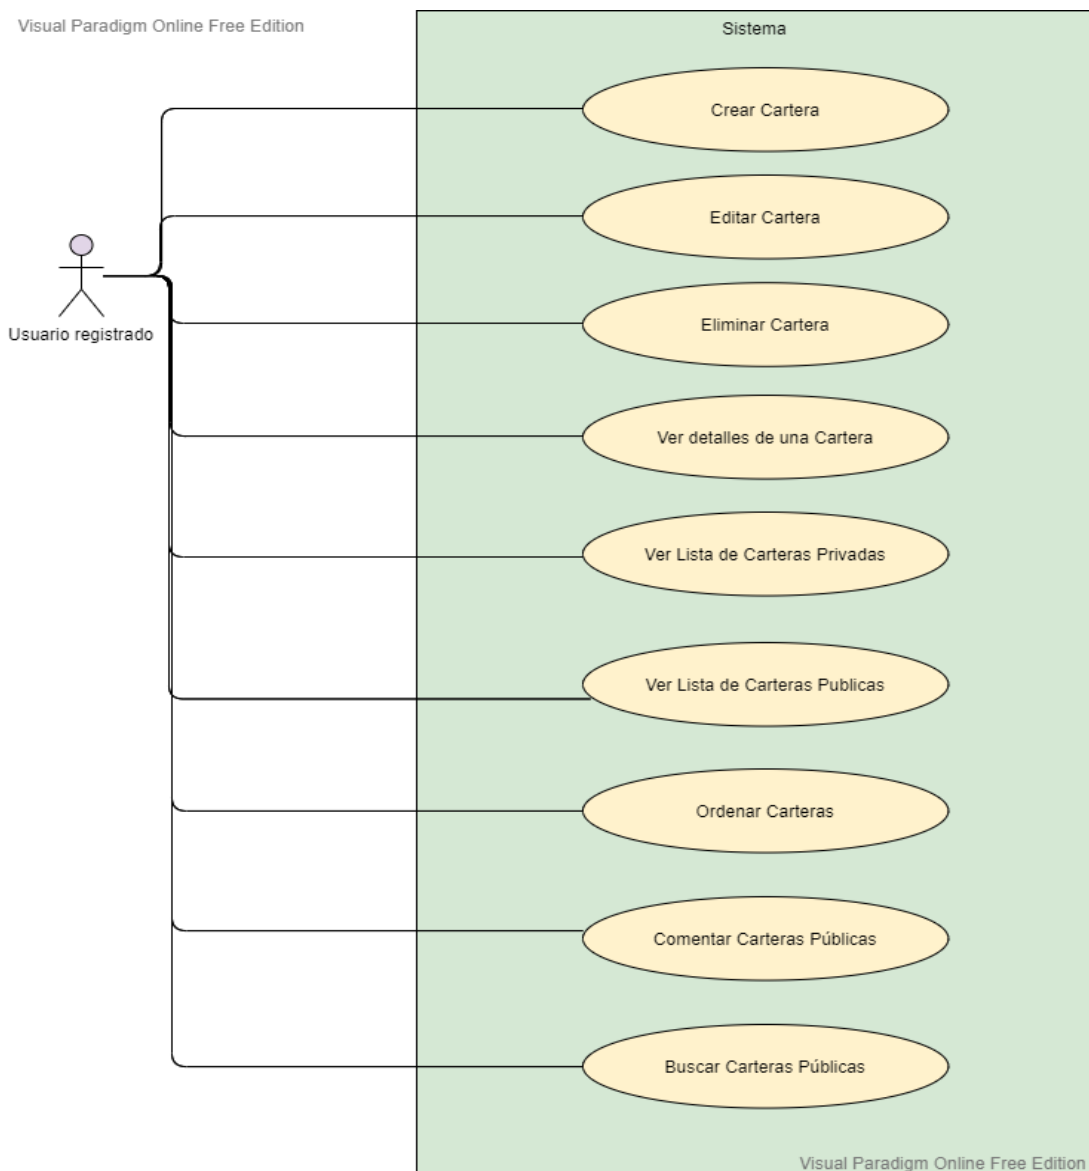 Visual Paradigm Online Free Edition
Sistema
Crear Cartera
Editar Cartera
Eliminar Cartera
Usuario registrado
Ver detalles de una Cartera
Ver Lista de Carteras Privadas
Ver Lista de Carteras Publicas
Ordenar Carteras
Comentar Carteras Públicas
Buscar Carteras Públicas
Visual Paradigm Online Free Edition